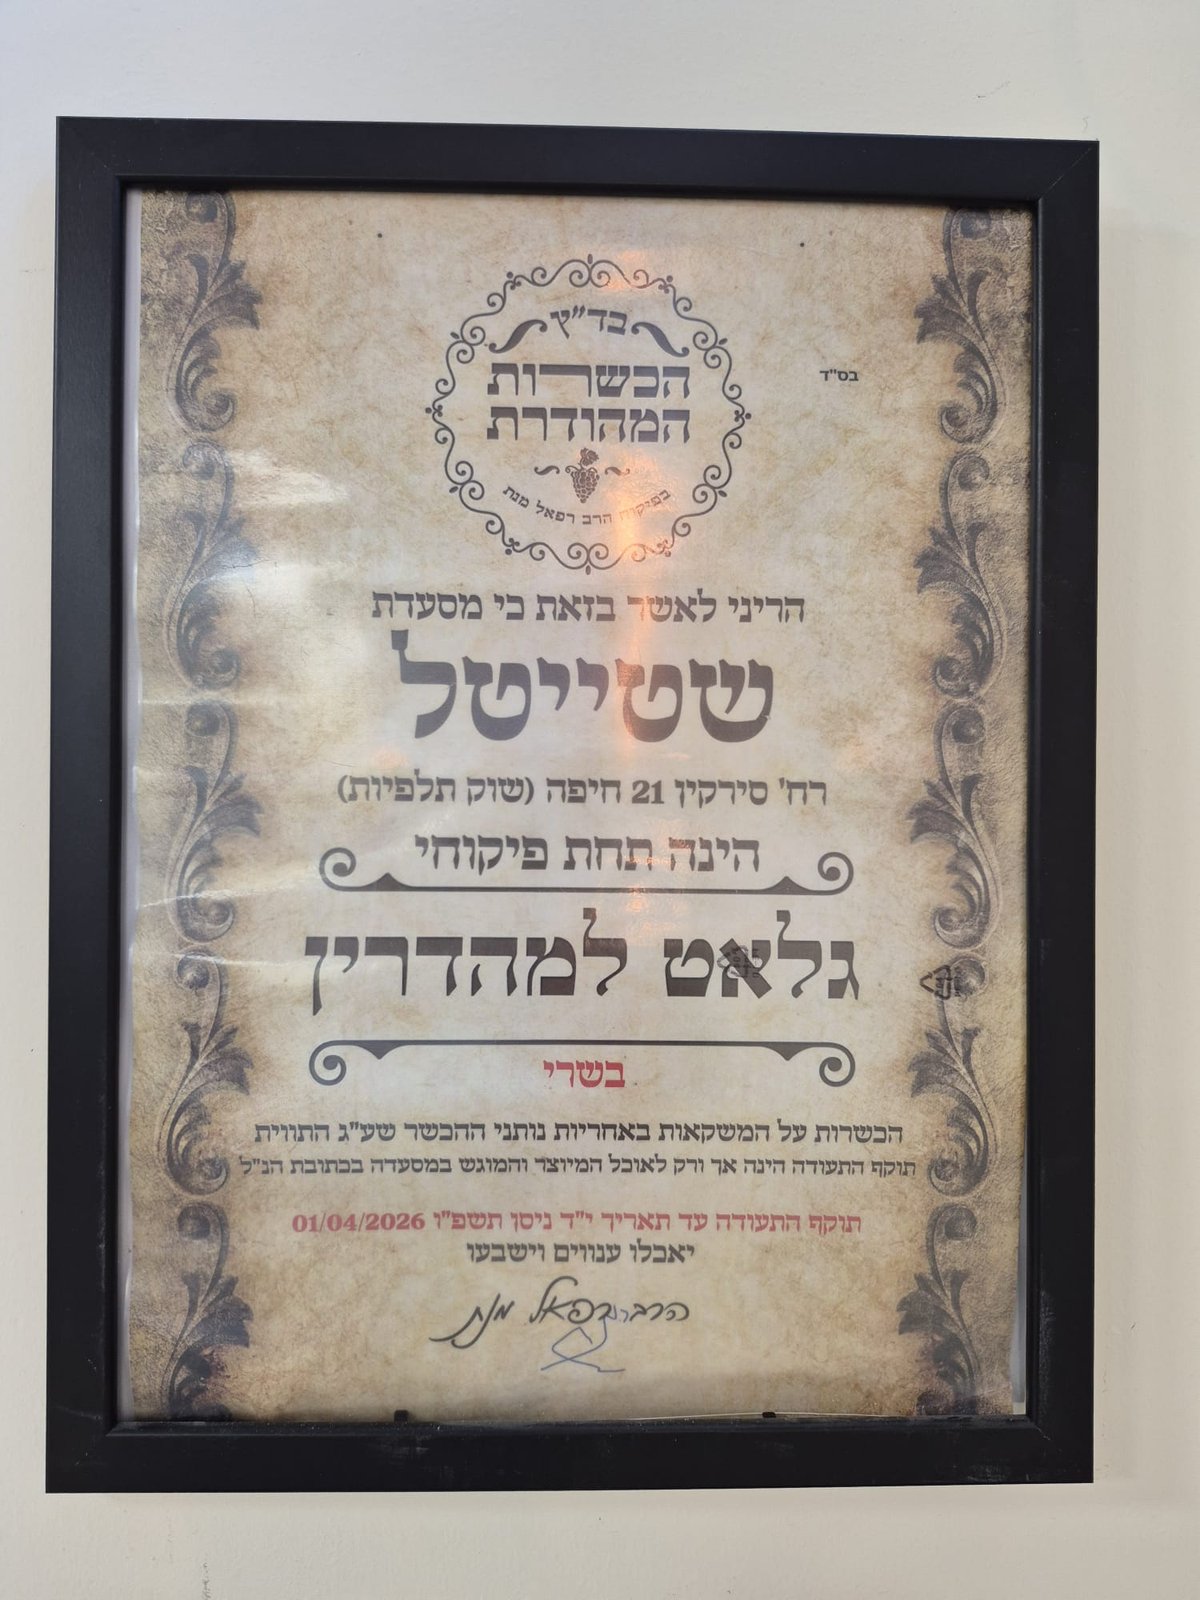 בס"ד
בד"ץ
הכשרות
המהודרת
בפיקוח הרב רפאל מנת
הריני לאשר בזאת כי מסעדת
שטייטל
רח' סירקין 21 חיפה (שוק תלפיות)
הינה תחת פיקוחי
גלאט למהדרין
בשרי
הכשרות על המשקאות באחריות נותני ההכשר שע"ג התווית
תוקף התעודה הינה אך ורק לאוכל המיוצר והמוגש במסעדה בכתובת הנ"ל
תוקף התעודה עד תאריך י"ד ניסן תשפ"ו 01/04/2026
יאכלו ענווים וישבעו
הרב רפאל מנת